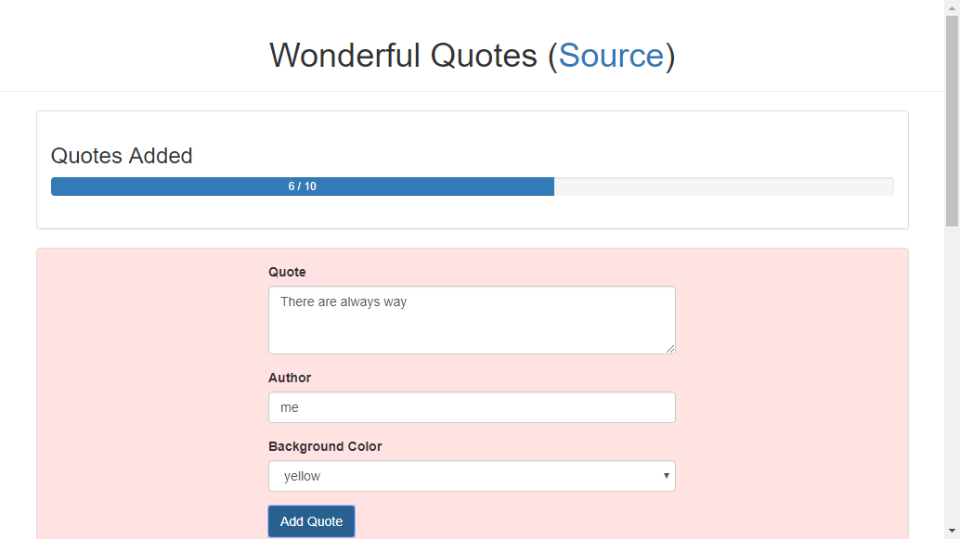 Wonderful Quotes (Source)
Quotes Added
6 / 10
Quote
There are always way
Author
me
Background Color
yellow
Add Quote